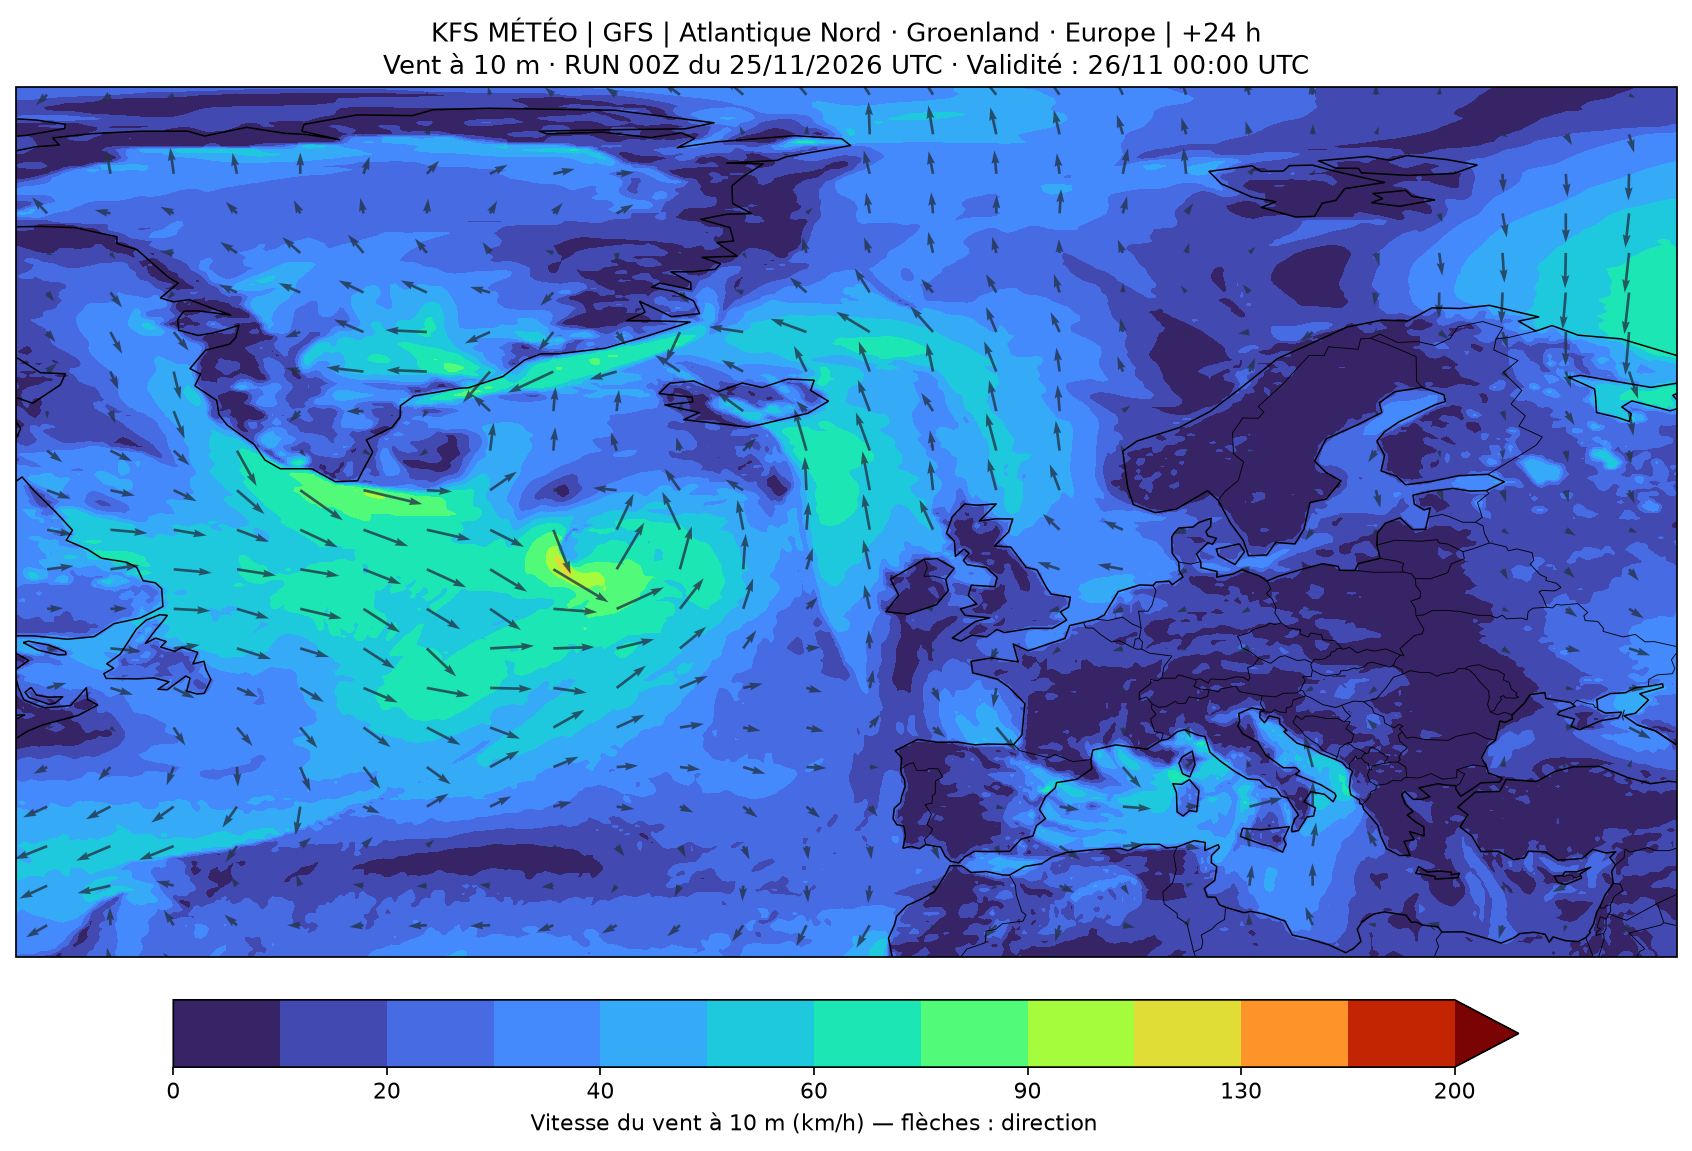 KFS MÉTÉO | GFS | Atlantique Nord · Groenland · Europe | +24 h
Vent à 10 m · RUN 00Z du 25/11/2026 UTC · Validité : 26/11 00:00 UTC
0 20 40 60 90 130 200
Vitesse du vent à 10 m (km/h) — flèches : direction